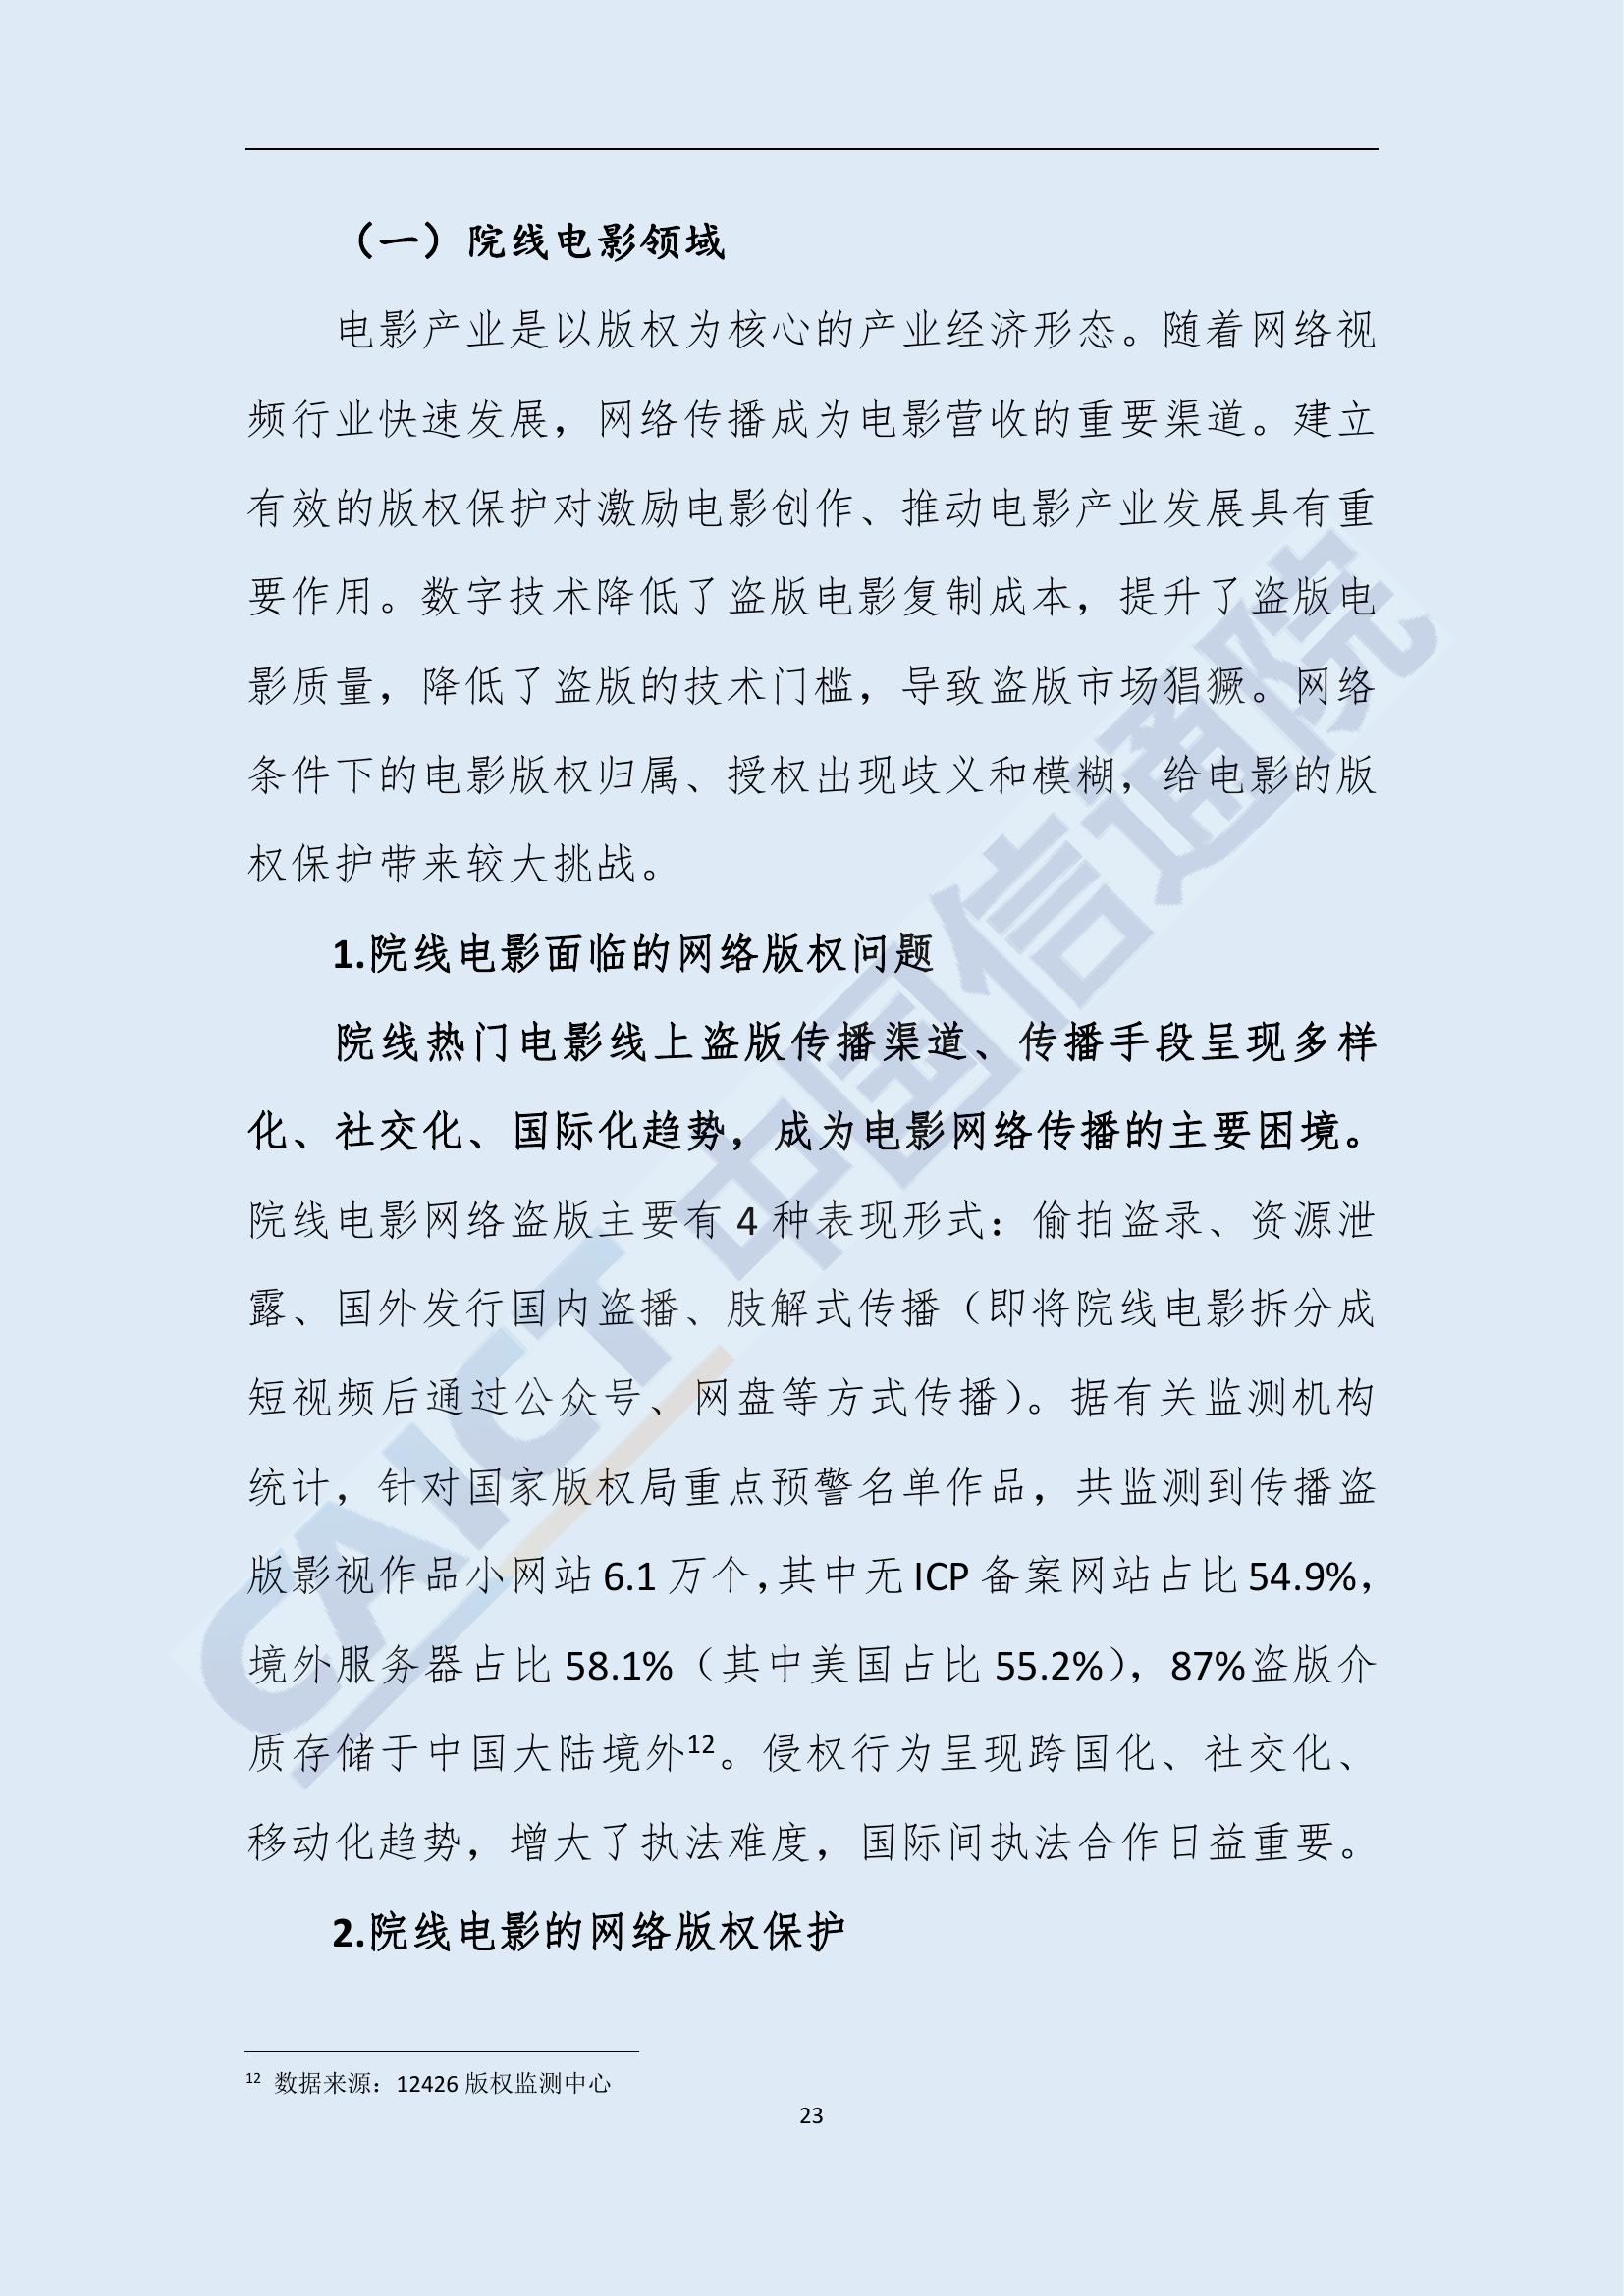 （一）院线电影领域
电影产业是以版权为核心的产业经济形态。随着网络视
频行业快速发展，网络传播成为电影营收的重要渠道。建立
有效的版权保护对激励电影创作、推动电影产业发展具有重
要作用。数字技术降低了盗版电影复制成本，提升了盗版电
影质量，降低了盗版的技术门槛，导致盗版市场猖獗。网络
条件下的电影版权归属、授权出现歧义和模糊，给电影的版
权保护带来较大挑战。
1.院线电影面临的网络版权问题
院线热门电影线上盗版传播渠道、传播手段呈现多样
化、社交化、国际化趋势，成为电影网络传播的主要困境。
院线电影网络盗版主要有 4 种表现形式：偷拍盗录、资源泄
露、国外发行国内盗播、肢解式传播（即将院线电影拆分成
短视频后通过公众号、网盘等方式传播）。据有关监测机构
统计，针对国家版权局重点预警名单作品，共监测到传播盗
版影视作品小网站 6.1 万个，其中无 ICP 备案网站占比 54.9%，
境外服务器占比 58.1%（其中美国占比 55.2%），87%盗版介
质存储于中国大陆境外12。侵权行为呈现跨国化、社交化、
移动化趋势，增大了执法难度，国际间执法合作日益重要。
2.院线电影的网络版权保护
12 数据来源：12426 版权监测中心
23
CAICT 中国信通院